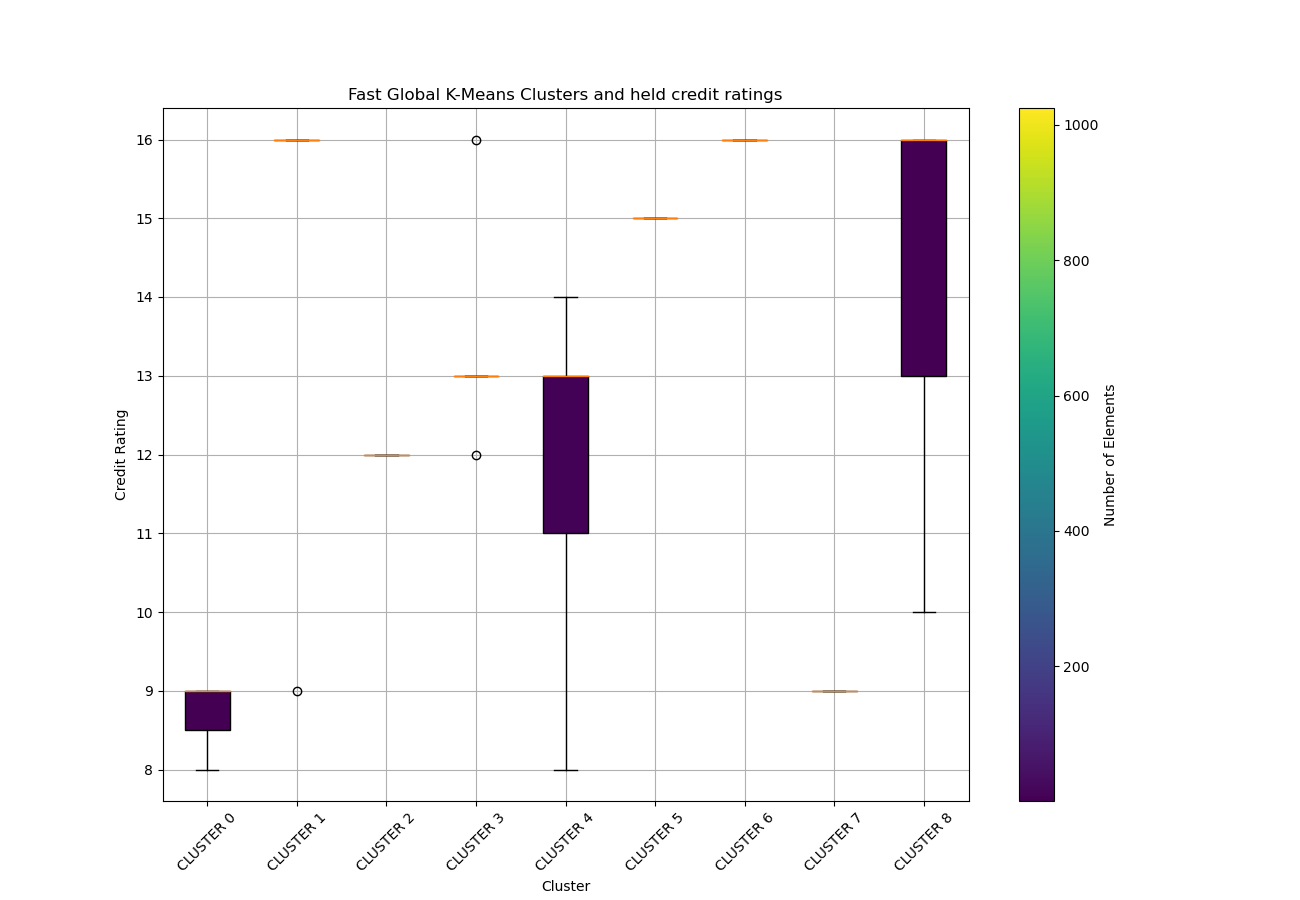 Fast Global K-Means Clusters and held credit ratings
16
15
14
13
12
11
10
9
8
Credit Rating
CLUSTER 0
CLUSTER 1
CLUSTER 2
CLUSTER 3
CLUSTER 4
CLUSTER 5
CLUSTER 6
CLUSTER 7
CLUSTER 8
Cluster
1000
800
600
400
200
Number of Elements